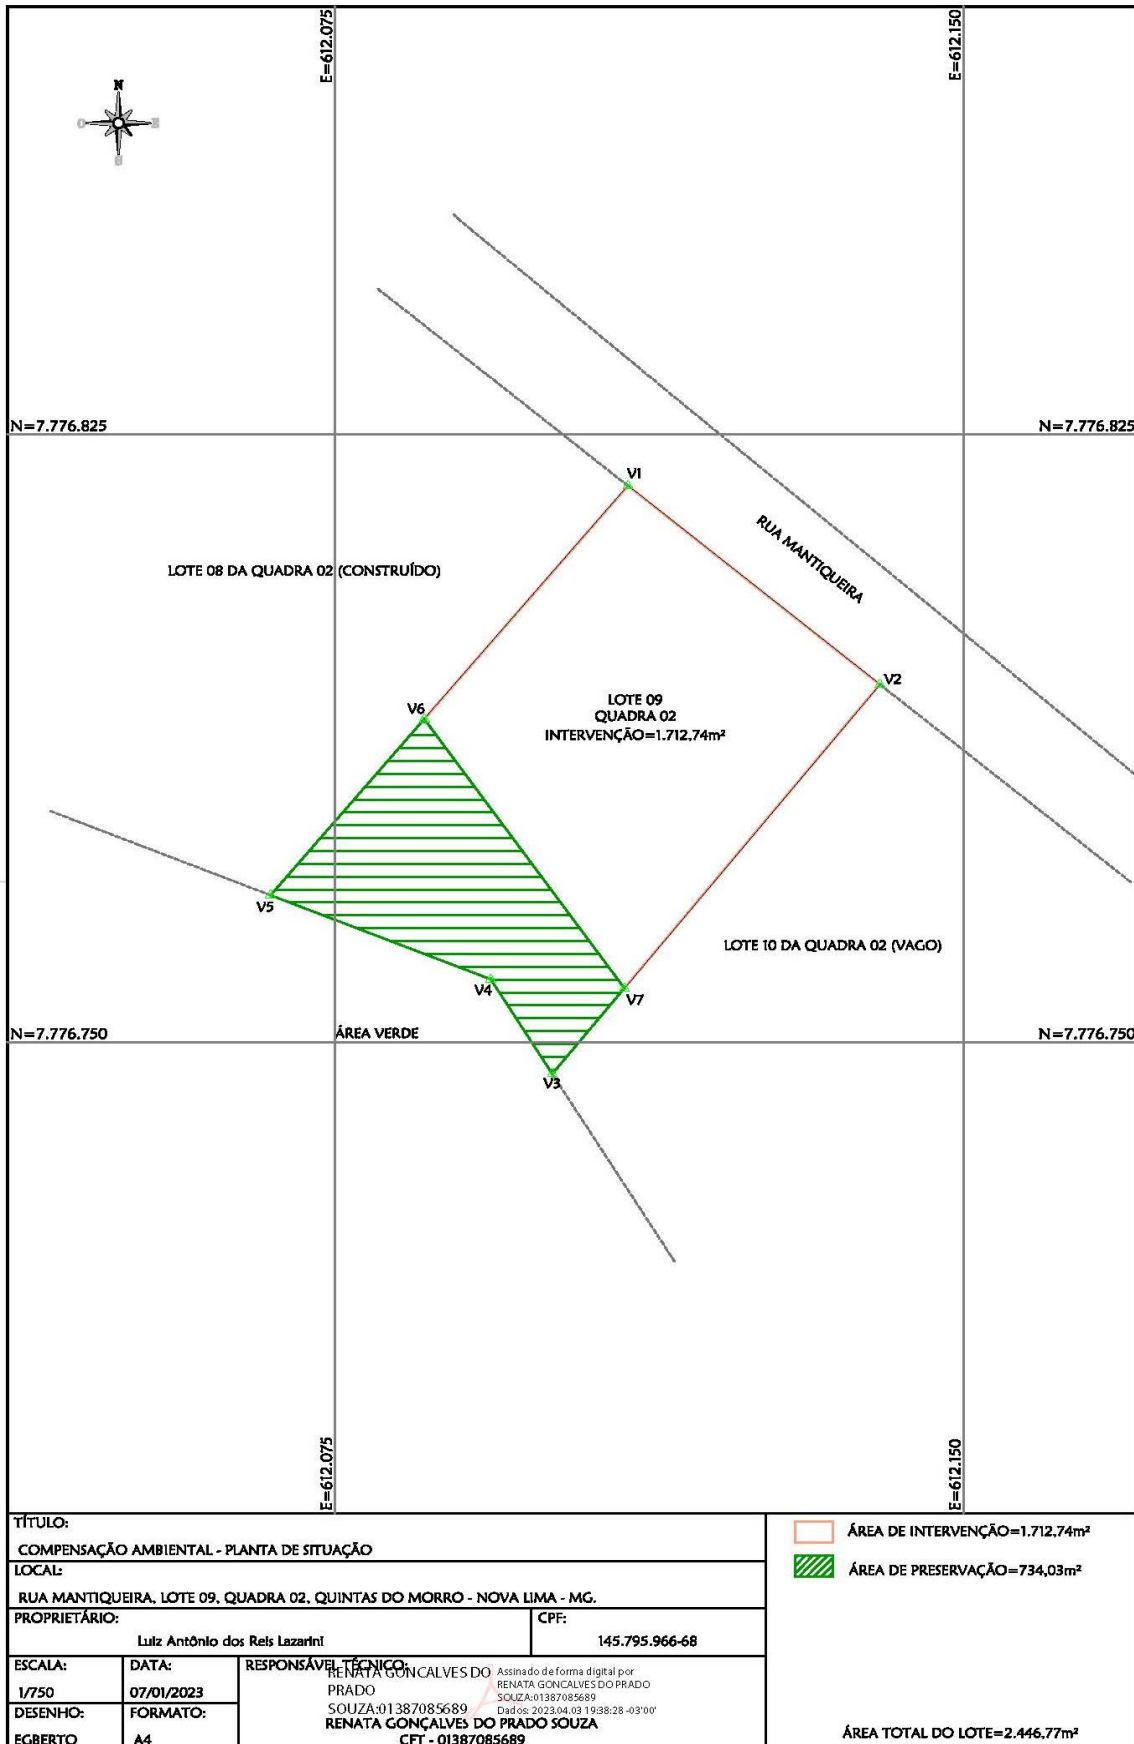 E=612.075
E=612.150
N
O
E
S
N=7.776.825
N=7.776.825
V1
RUA MANTIQUEIRA
LOTE 08 DA QUADRA 02 (CONSTRUÍDO)
V2
LOTE 09
QUADRA 02
INTERVENÇÃO=1.712,74m²
V6
V5
LOTE 10 DA QUADRA 02 (VAGO)
V4
V7
N=7.776.750
ÁREA VERDE
N=7.776.750
V3
E=612.075
E=612.150
TÍTULO:
COMPENSAÇÃO AMBIENTAL - PLANTA DE SITUAÇÃO
LOCAL:
RUA MANTIQUEIRA, LOTE 09, QUADRA 02, QUINTAS DO MORRO - NOVA LIMA - MG.
PROPRIETÁRIO:
Luiz Antônio dos Reis Lazarini
CPF:
145.795.966-68
ESCALA:
1/750
DATA:
07/01/2023
DESENHO:
EGBERTO
FORMATO:
A4
RESPONSÁVEL TÉCNICO:
RENATA GONCALVES DO
PRADO
SOUZA:01387085689
Assinado de forma digital por
RENATA GONCALVES DO PRADO
SOUZA:01387085689
Dados: 2023.04.03 19:38:28 -03'00'
RENATA GONÇALVES DO PRADO SOUZA
CFT - 01387085689
ÁREA DE INTERVENÇÃO=1.712,74m²
ÁREA DE PRESERVAÇÃO=734,03m²
ÁREA TOTAL DO LOTE=2.446,77m²